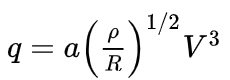 q = a(ρ/R)^{1/2} V^3